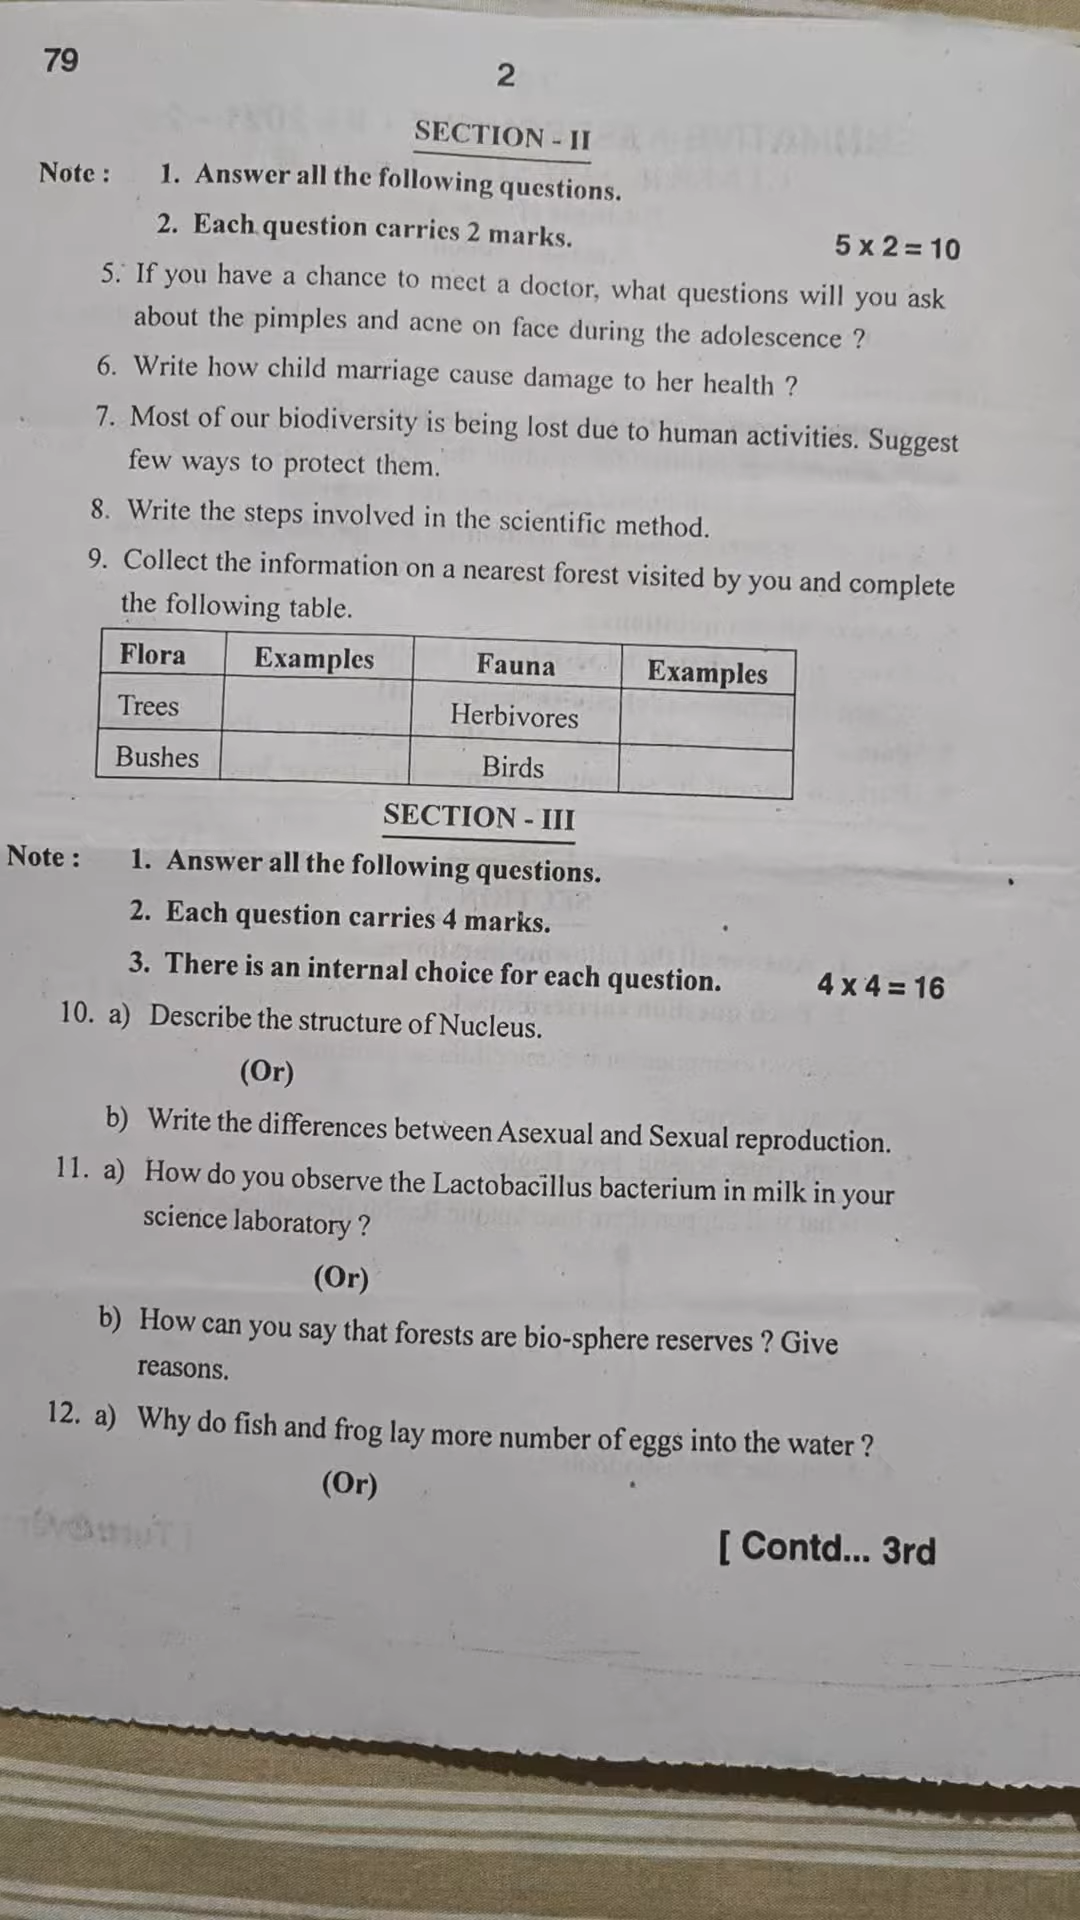 79
2
SECTION - II
Note : 1. Answer all the following questions.
2. Each question carries 2 marks. 5 x 2 = 10
5. If you have a chance to meet a doctor, what questions will you ask
about the pimples and acne on face during the adolescence ?
6. Write how child marriage cause damage to her health ?
7. Most of our biodiversity is being lost due to human activities. Suggest
few ways to protect them.
8. Write the steps involved in the scientific method.
9. Collect the information on a nearest forest visited by you and complete
the following table.
Flora Examples Fauna Examples
Trees Herbivores
Bushes Birds
SECTION - III
Note : 1. Answer all the following questions.
2. Each question carries 4 marks.
3. There is an internal choice for each question. 4 x 4 = 16
10. a) Describe the structure of Nucleus.
(Or)
b) Write the differences between Asexual and Sexual reproduction.
11. a) How do you observe the Lactobacillus bacterium in milk in your
science laboratory ?
(Or)
b) How can you say that forests are bio-sphere reserves ? Give
reasons.
12. a) Why do fish and frog lay more number of eggs into the water ?
(Or)
[ Contd... 3rd